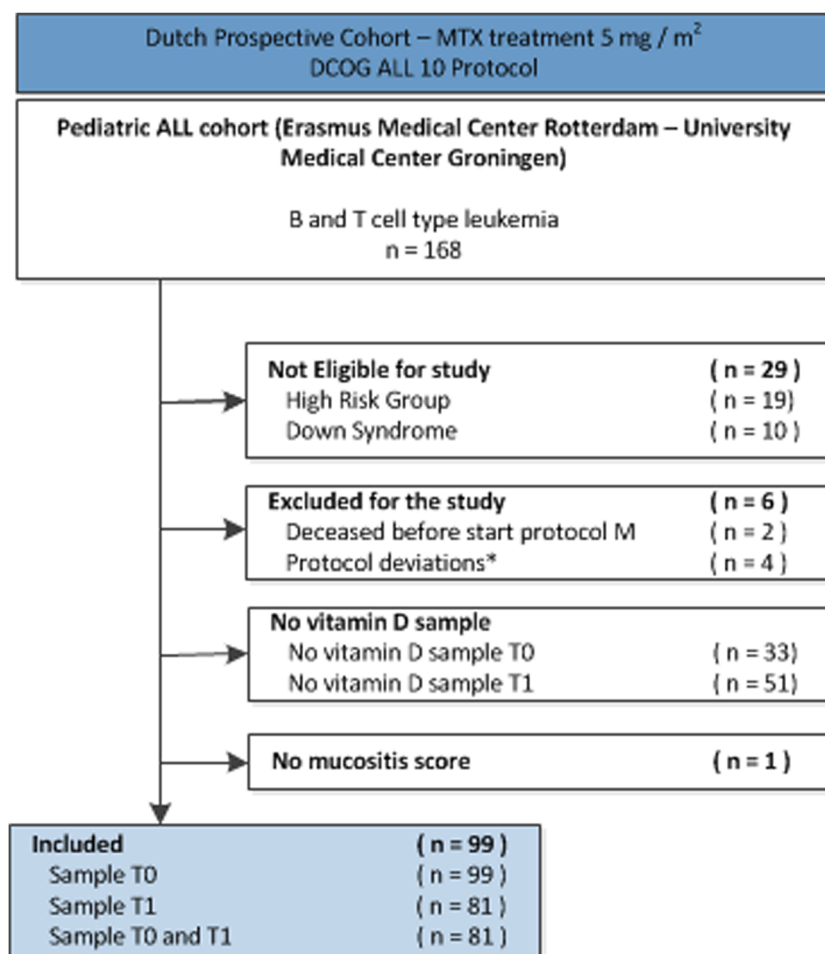 Dutch Prospective Cohort – MTX treatment 5 mg / m²
DCOG ALL 10 Protocol
Pediatric ALL cohort (Erasmus Medical Center Rotterdam – University
Medical Center Groningen)
B and T cell type leukemia
n = 168
Not Eligible for study ( n = 29 )
High Risk Group ( n = 19)
Down Syndrome ( n = 10 )
Excluded for the study ( n = 6 )
Deceased before start protocol M ( n = 2 )
Protocol deviations* ( n = 4 )
No vitamin D sample
No vitamin D sample T0 ( n = 33)
No vitamin D sample T1 ( n = 51)
No mucositis score ( n = 1 )
Included ( n = 99 )
Sample T0 ( n = 99 )
Sample T1 ( n = 81 )
Sample T0 and T1 ( n = 81 )